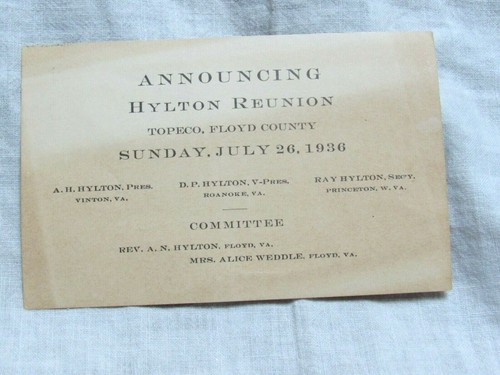 ANNOUNCING
HYLTON REUNION
TOPECO, FLOYD COUNTY
SUNDAY, JULY 26, 1936
A. H. HYLTON, PRES. D. P. HYLTON, V-PRES. RAY HYLTON, SECY.
VINTON, VA. ROANOKE, VA. PRINCETON, W. VA.
COMMITTEE
REV. A. N. HYLTON, FLOYD, VA.
MRS. ALICE WEDDLE, FLOYD, VA.